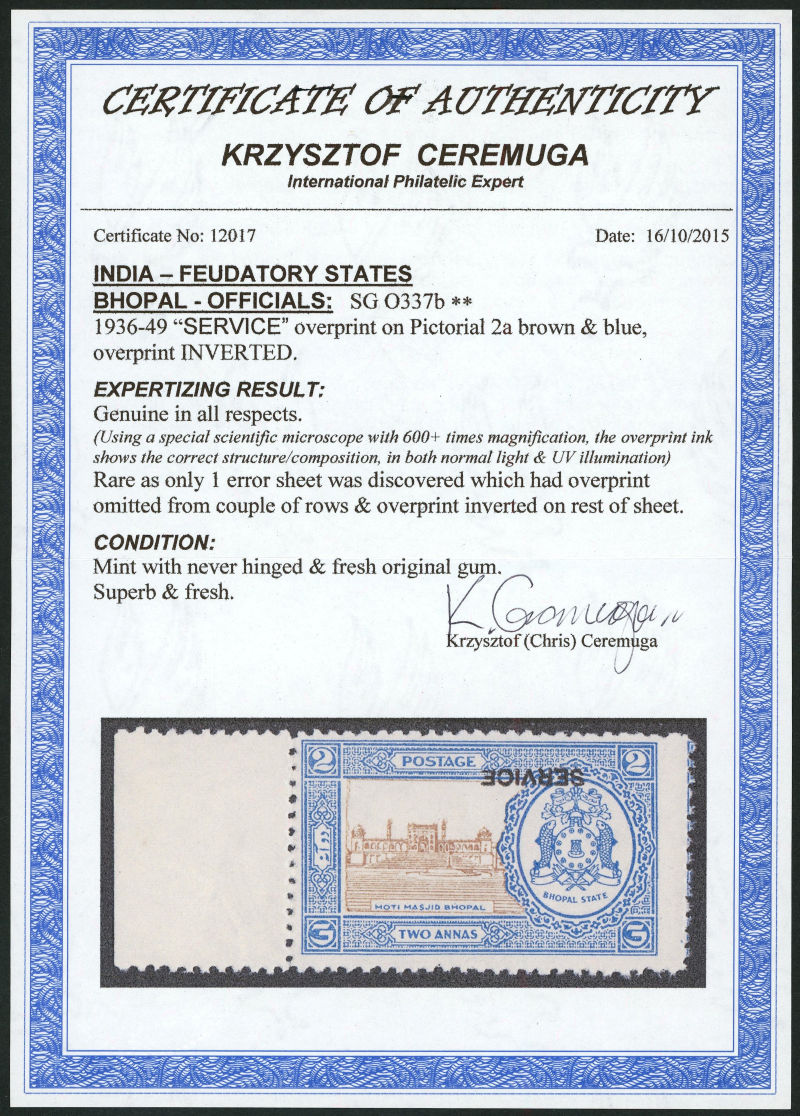 CERTIFICATE OF AUTHENTICITY
KRZYSZTOF CEREMUGA
International Philatelic Expert
Certificate No: 12017 Date: 16/10/2015
INDIA – FEUDATORY STATES
BHOPAL - OFFICIALS: SG O337b **
1936-49 “SERVICE” overprint on Pictorial 2a brown & blue,
overprint INVERTED.
EXPERTIZING RESULT:
Genuine in all respects.
(Using a special scientific microscope with 600+ times magnification, the overprint ink
shows the correct structure/composition, in both normal light & UV illumination)
Rare as only 1 error sheet was discovered which had overprint
omitted from couple of rows & overprint inverted on rest of sheet.
CONDITION:
Mint with never hinged & fresh original gum.
Superb & fresh.
K. Ceremuga
Krzysztof (Chris) Ceremuga
2 POSTAGE 2
SERVICE
MOTI MASJID BHOPAL
BHOPAL STATE
TWO ANNAS